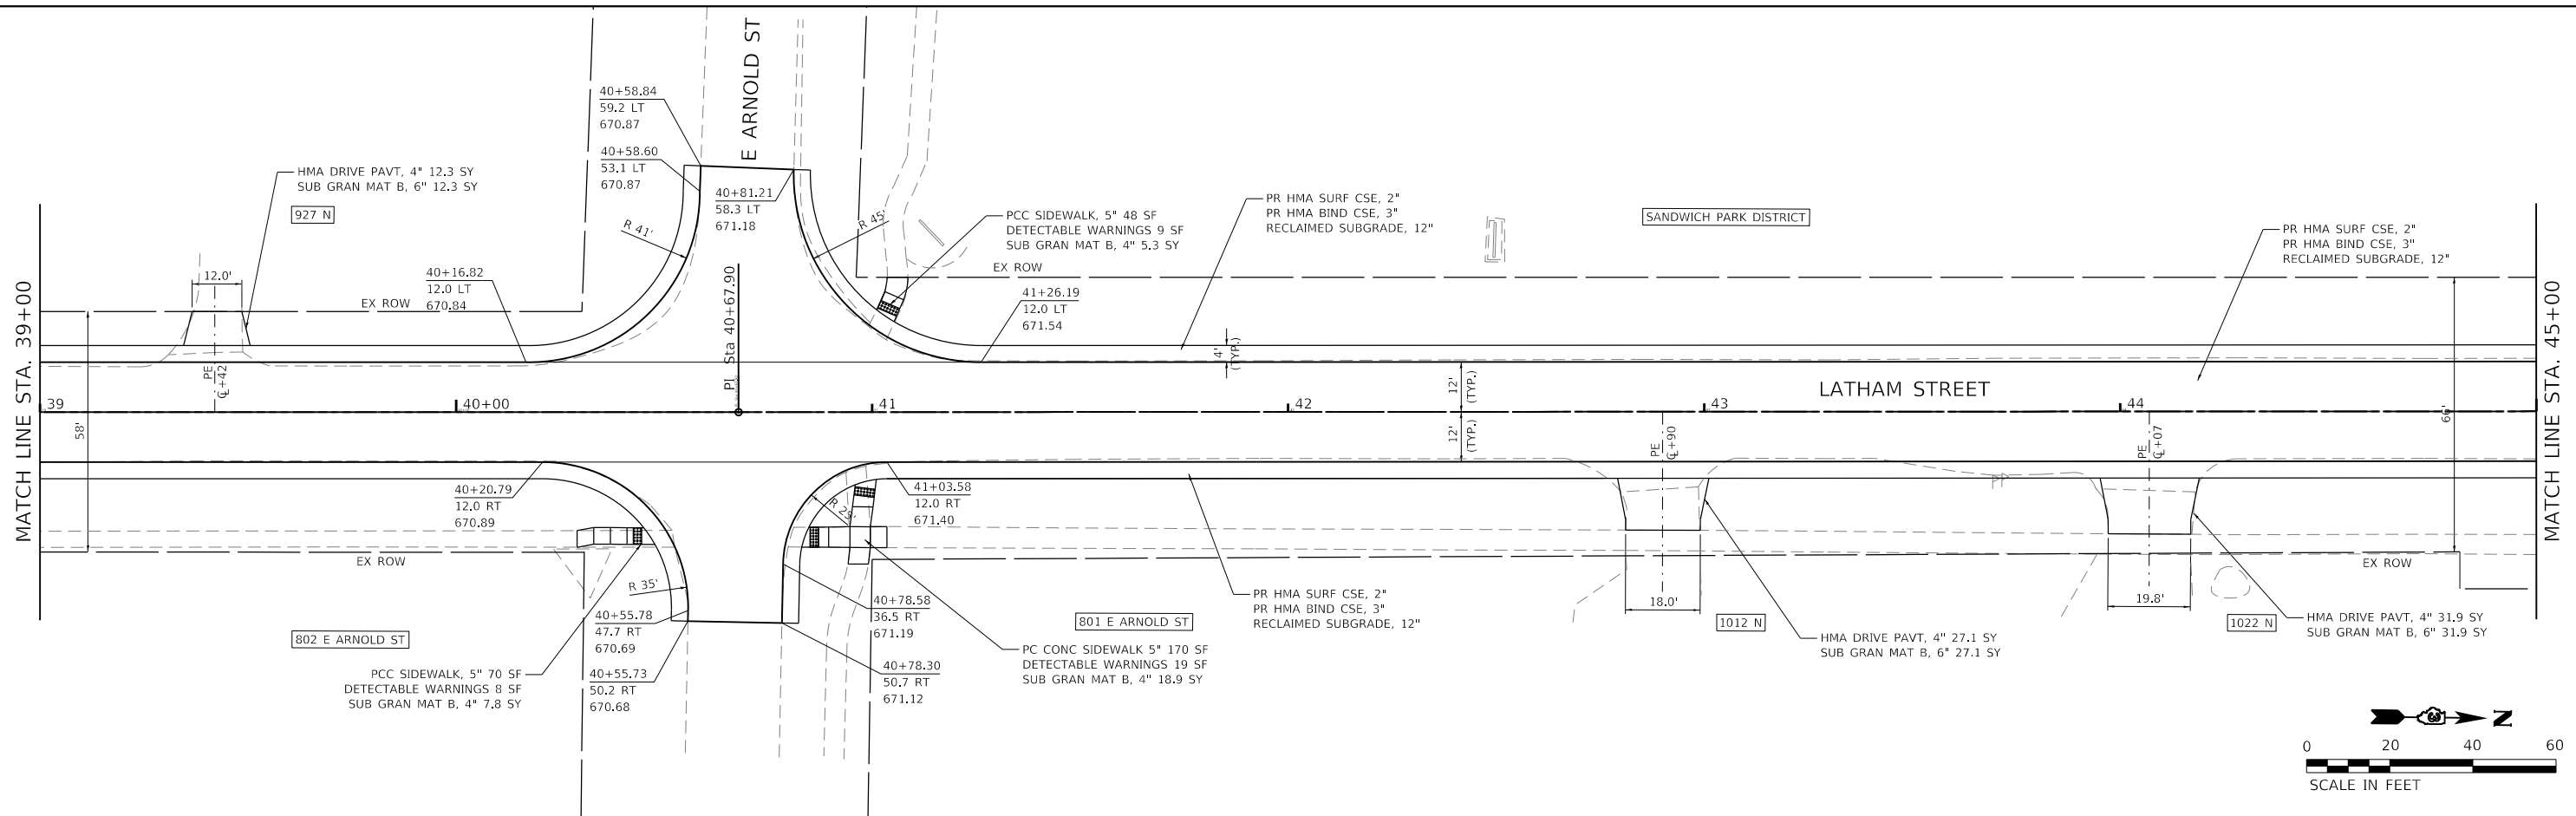 E ARNOLD ST
40+58.84
59.2 LT
670.87
40+58.60
53.1 LT
670.87
40+81.21
58.3 LT
671.18
HMA DRIVE PAVT, 4" 12.3 SY
SUB GRAN MAT B, 6" 12.3 SY
927 N
R 41'
R 45'
PCC SIDEWALK, 5" 48 SF
DETECTABLE WARNINGS 9 SF
SUB GRAN MAT B, 4" 5.3 SY
PR HMA SURF CSE, 2"
PR HMA BIND CSE, 3"
RECLAIMED SUBGRADE, 12"
SANDWICH PARK DISTRICT
PR HMA SURF CSE, 2"
PR HMA BIND CSE, 3"
RECLAIMED SUBGRADE, 12"
12.0'
EX ROW
40+16.82
12.0 LT
670.84
EX ROW
41+26.19
12.0 LT
671.54
MATCH LINE STA. 39+00
58'
PE
℄+42
PI Sta 40+67.90
4'
(TYP.)
12'
(TYP.)
12'
(TYP.)
LATHAM STREET
39
40+00
41
42
43
44
66'
MATCH LINE STA. 45+00
PE
℄+90
PE
℄+07
40+20.79
12.0 RT
670.89
41+03.58
12.0 RT
671.40
R 25'
EX ROW
R 35'
EX ROW
40+55.78
47.7 RT
670.69
40+78.58
36.5 RT
671.19
802 E ARNOLD ST
801 E ARNOLD ST
PR HMA SURF CSE, 2"
PR HMA BIND CSE, 3"
RECLAIMED SUBGRADE, 12"
18.0'
19.8'
1012 N
1022 N
HMA DRIVE PAVT, 4" 27.1 SY
SUB GRAN MAT B, 6" 27.1 SY
HMA DRIVE PAVT, 4" 31.9 SY
SUB GRAN MAT B, 6" 31.9 SY
PCC SIDEWALK, 5" 70 SF
DETECTABLE WARNINGS 8 SF
SUB GRAN MAT B, 4" 7.8 SY
40+55.73
50.2 RT
670.68
40+78.30
50.7 RT
671.12
PC CONC SIDEWALK 5" 170 SF
DETECTABLE WARNINGS 19 SF
SUB GRAN MAT B, 4" 18.9 SY
N
0 20 40 60
SCALE IN FEET